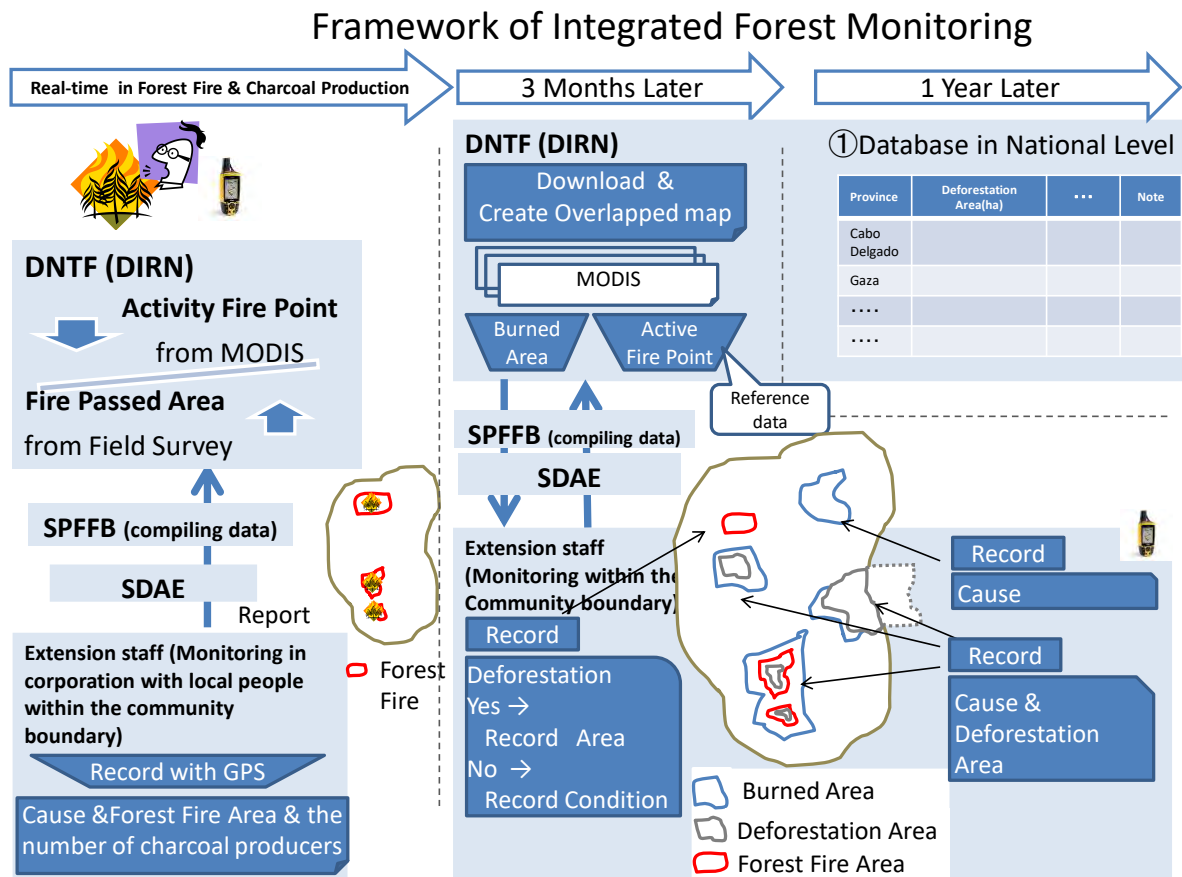 Framework of Integrated Forest Monitoring
Real-time in Forest Fire & Charcoal Production
3 Months Later
1 Year Later
DNTF (DIRN)
Activity Fire Point
from MODIS
Fire Passed Area
from Field Survey
SPFFB (compiling data)
SDAE
Report
Extension staff (Monitoring in
corporation with local people
within the community
boundary)
Record with GPS
Cause &Forest Fire Area & the
number of charcoal producers
Forest
Fire
DNTF (DIRN)
Download &
Create Overlapped map
MODIS
Burned
Area
Active
Fire Point
Reference
data
SPFFB (compiling data)
SDAE
Extension staff
(Monitoring within the
Community boundary)
Record
Deforestation
Yes →
Record Area
No →
Record Condition
①Database in National Level
Province Deforestation Area(ha) ... Note
Cabo
Delgado
Gaza
....
....
Record
Cause
Record
Cause &
Deforestation
Area
Burned Area
Deforestation Area
Forest Fire Area